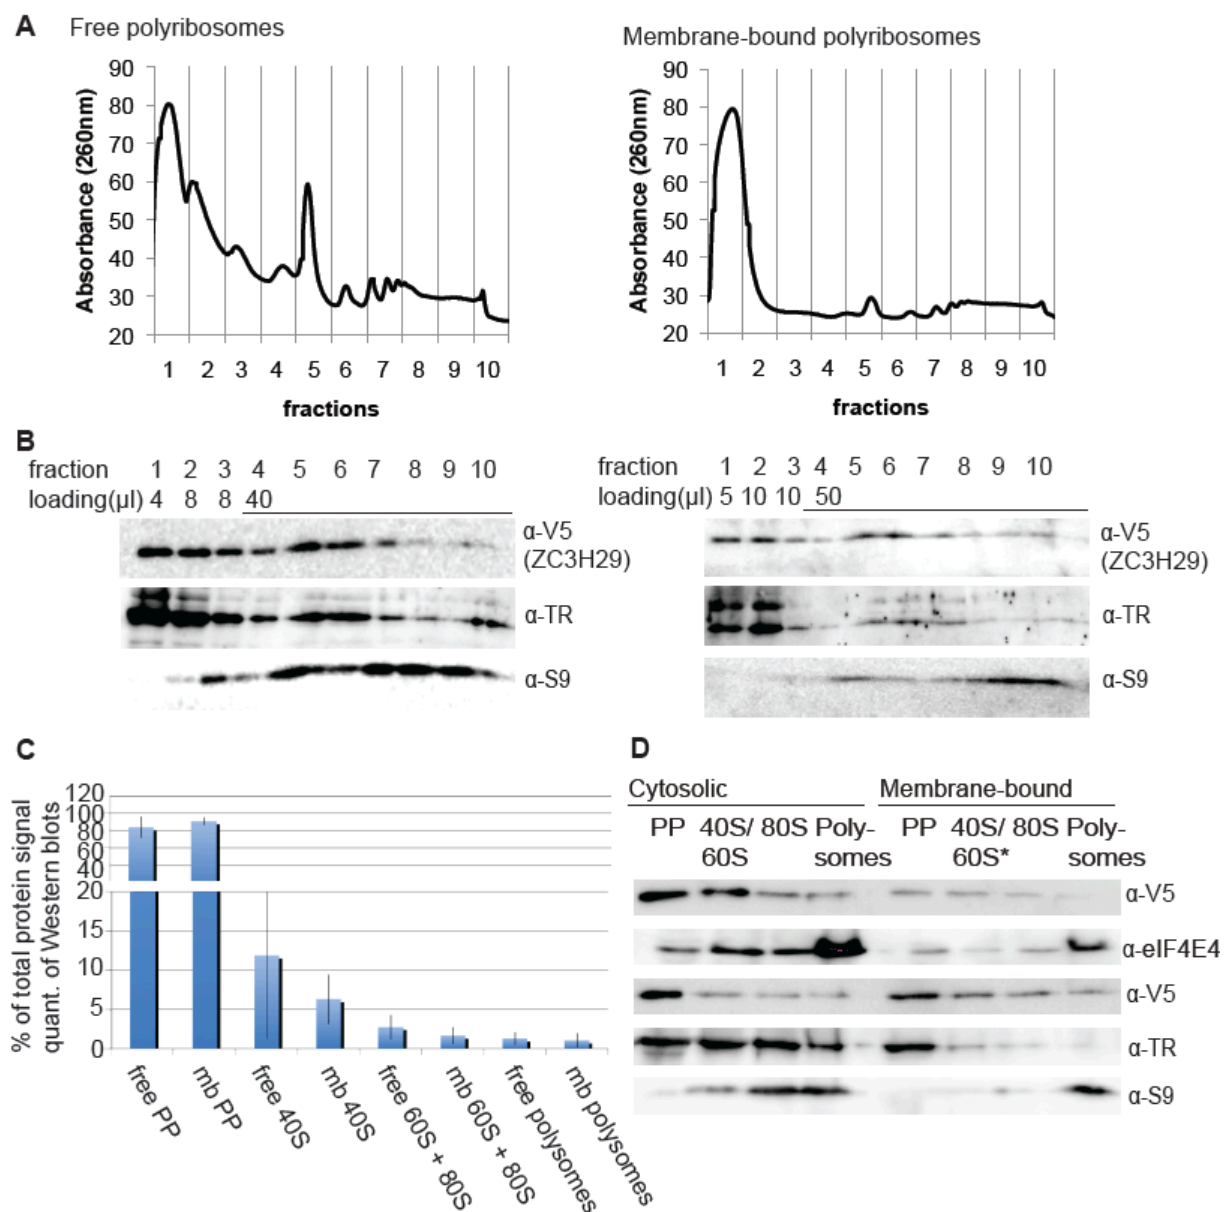 A Free polyribosomes
Membrane-bound polyribosomes
Absorbance (260nm)
90
80
70
60
50
40
30
20
1 2 3 4 5 6 7 8 9 10
fractions
Absorbance (260nm)
90
80
70
60
50
40
30
20
1 2 3 4 5 6 7 8 9 10
fractions
B
fraction 1 2 3 4 5 6 7 8 9 10
loading(µl) 4 8 8 40
α-V5
(ZC3H29)
α-TR
α-S9
fraction 1 2 3 4 5 6 7 8 9 10
loading(µl) 5 10 10 50
α-V5
(ZC3H29)
α-TR
α-S9
C
% of total protein signal
quant. of Western blots
120
100
80
60
40
20
15
10
5
0
free PP
mb PP
free 40S
mb 40S
free 60S + 80S
mb 60S + 80S
free polysomes
mb polysomes
D
Cytosolic Membrane-bound
PP 40S/ 80S Poly- PP 40S/ 80S Poly-
60S somes 60S* somes
α-V5
α-eIF4E4
α-V5
α-TR
α-S9